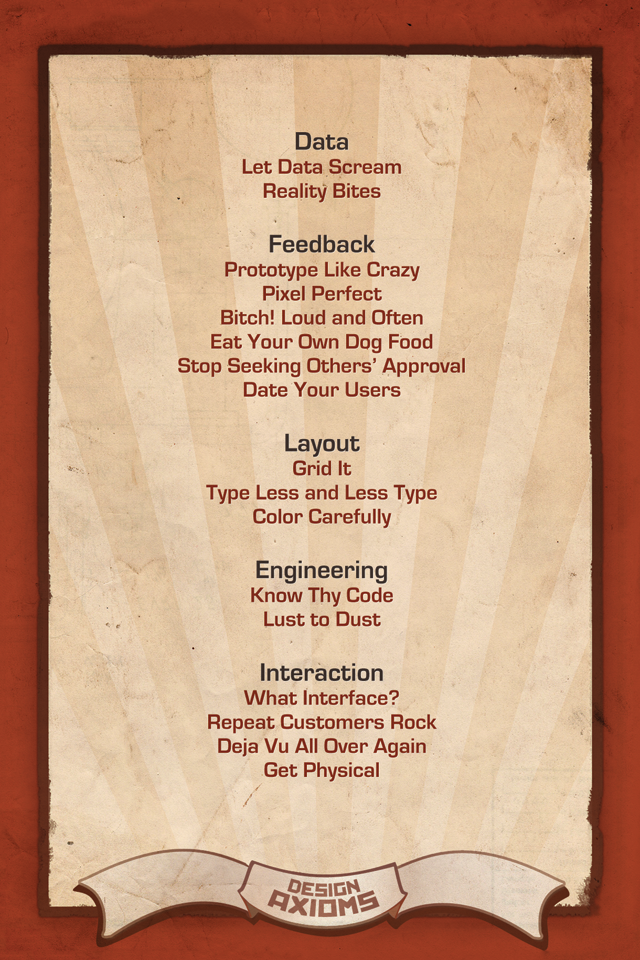 Data
Let Data Scream
Reality Bites
Feedback
Prototype Like Crazy
Pixel Perfect
Bitch! Loud and Often
Eat Your Own Dog Food
Stop Seeking Others’ Approval
Date Your Users
Layout
Grid It
Type Less and Less Type
Color Carefully
Engineering
Know Thy Code
Lust to Dust
Interaction
What Interface?
Repeat Customers Rock
Deja Vu All Over Again
Get Physical
DESIGN
AXIOMS